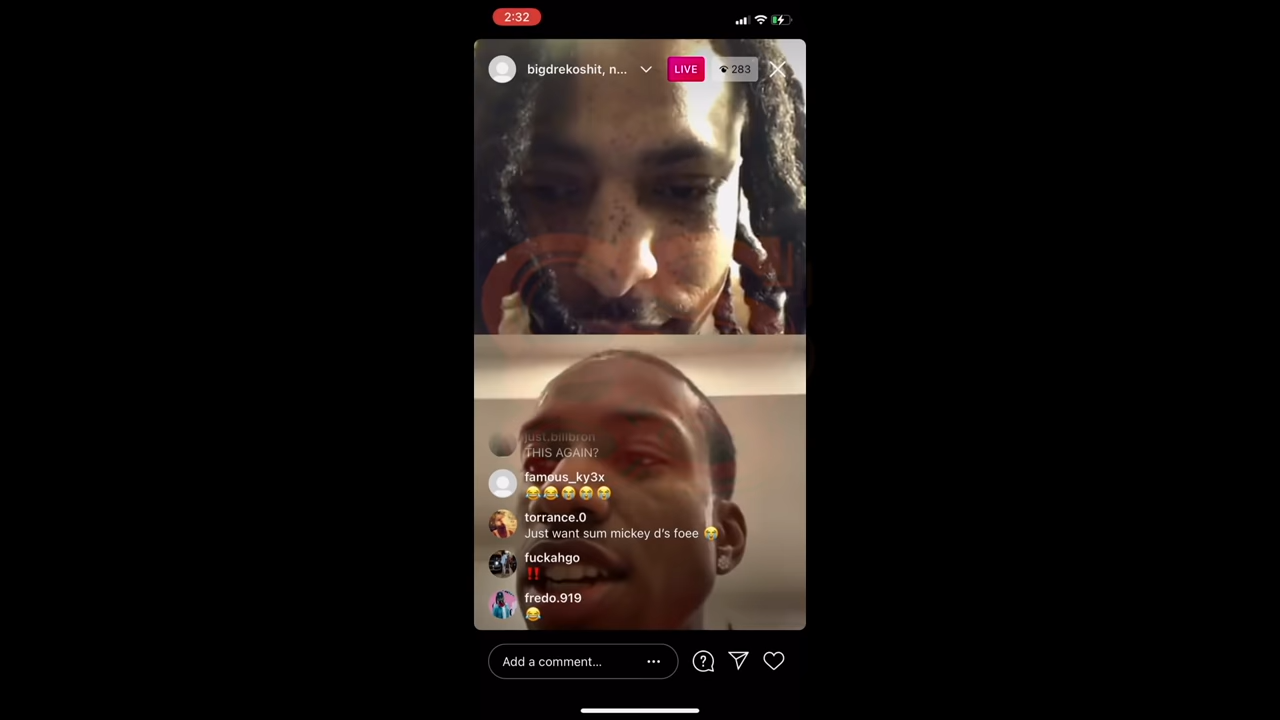 2:32
bigdrekoshit, n...
LIVE
283
just.billbron
THIS AGAIN?
famous_ky3x
😂😂😭😭😭
torrance.0
Just want sum mickey d's foee 😭
fuckahgo
‼️
fredo.919
😂
Add a comment...